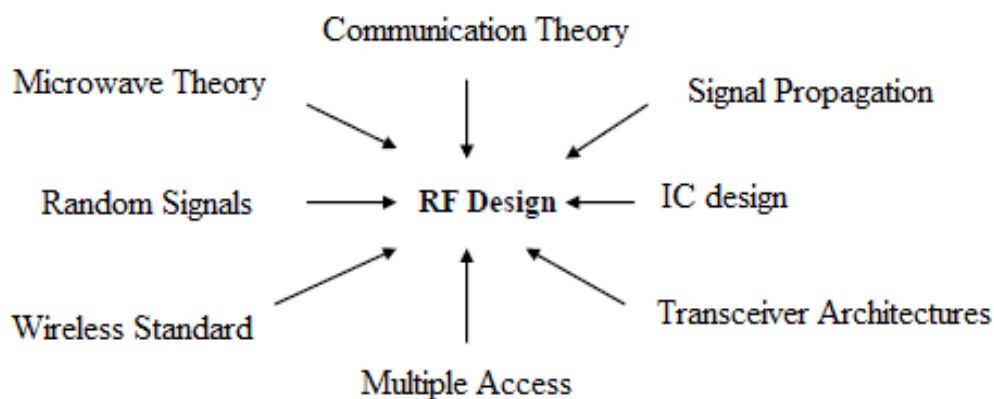 Communication Theory
Microwave Theory
Signal Propagation
Random Signals
RF Design
IC design
Wireless Standard
Transceiver Architectures
Multiple Access